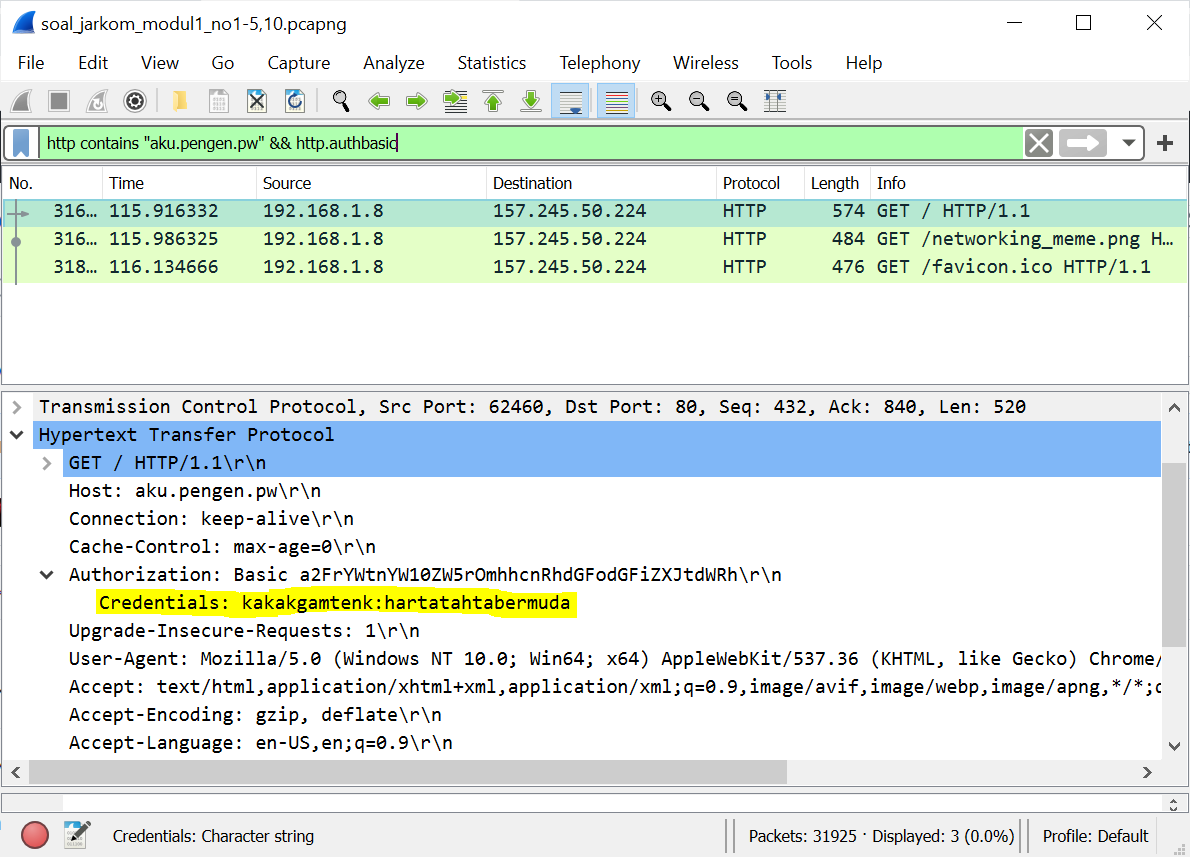 soal_jarkom_modul1_no1-5,10.pcapng
File Edit View Go Capture Analyze Statistics Telephony Wireless Tools Help
http contains "aku.pengen.pw" && http.authbasic
No. Time Source Destination Protocol Length Info
316… 115.916332 192.168.1.8 157.245.50.224 HTTP 574 GET / HTTP/1.1
316… 115.986325 192.168.1.8 157.245.50.224 HTTP 484 GET /networking_meme.png H…
318… 116.134666 192.168.1.8 157.245.50.224 HTTP 476 GET /favicon.ico HTTP/1.1
Transmission Control Protocol, Src Port: 62460, Dst Port: 80, Seq: 432, Ack: 840, Len: 520
Hypertext Transfer Protocol
GET / HTTP/1.1\r\n
Host: aku.pengen.pw\r\n
Connection: keep-alive\r\n
Cache-Control: max-age=0\r\n
Authorization: Basic a2FrYWtnYW10ZW5rOmhhcnRhdGFodGFiZXJtdWRh\r\n
Credentials: kakakgamtenk:hartatahtabermuda
Upgrade-Insecure-Requests: 1\r\n
User-Agent: Mozilla/5.0 (Windows NT 10.0; Win64; x64) AppleWebKit/537.36 (KHTML, like Gecko) Chrome/
Accept: text/html,application/xhtml+xml,application/xml;q=0.9,image/avif,image/webp,image/apng,*/*;q
Accept-Encoding: gzip, deflate\r\n
Accept-Language: en-US,en;q=0.9\r\n
Credentials: Character string Packets: 31925 · Displayed: 3 (0.0%) Profile: Default